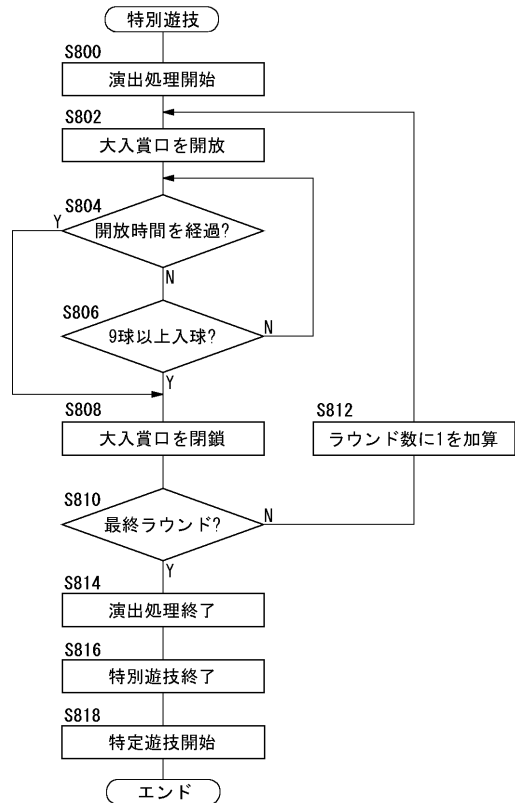 特別遊技
S800
演出処理開始
S802
大入賞口を開放
S804
Y
開放時間を経過?
N
S806
9球以上入球?
N
Y
S808
大入賞口を閉鎖
S812
ラウンド数に1を加算
S810
最終ラウンド?
N
Y
S814
演出処理終了
S816
特別遊技終了
S818
特定遊技開始
エンド